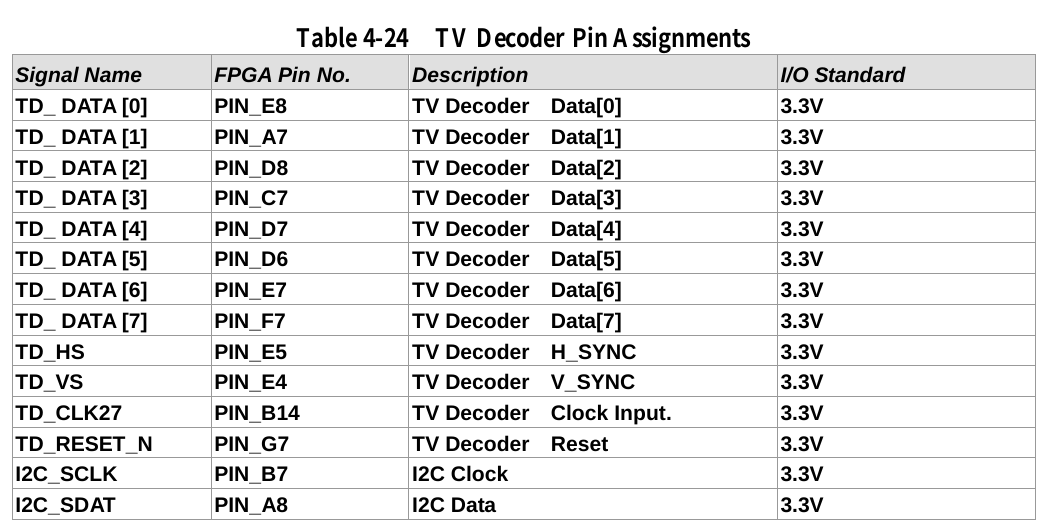 Table 4-24 TV Decoder Pin Assignments
Signal Name FPGA Pin No. Description I/O Standard
TD_ DATA [0] PIN_E8 TV Decoder Data[0] 3.3V
TD_ DATA [1] PIN_A7 TV Decoder Data[1] 3.3V
TD_ DATA [2] PIN_D8 TV Decoder Data[2] 3.3V
TD_ DATA [3] PIN_C7 TV Decoder Data[3] 3.3V
TD_ DATA [4] PIN_D7 TV Decoder Data[4] 3.3V
TD_ DATA [5] PIN_D6 TV Decoder Data[5] 3.3V
TD_ DATA [6] PIN_E7 TV Decoder Data[6] 3.3V
TD_ DATA [7] PIN_F7 TV Decoder Data[7] 3.3V
TD_HS PIN_E5 TV Decoder H_SYNC 3.3V
TD_VS PIN_E4 TV Decoder V_SYNC 3.3V
TD_CLK27 PIN_B14 TV Decoder Clock Input. 3.3V
TD_RESET_N PIN_G7 TV Decoder Reset 3.3V
I2C_SCLK PIN_B7 I2C Clock 3.3V
I2C_SDAT PIN_A8 I2C Data 3.3V